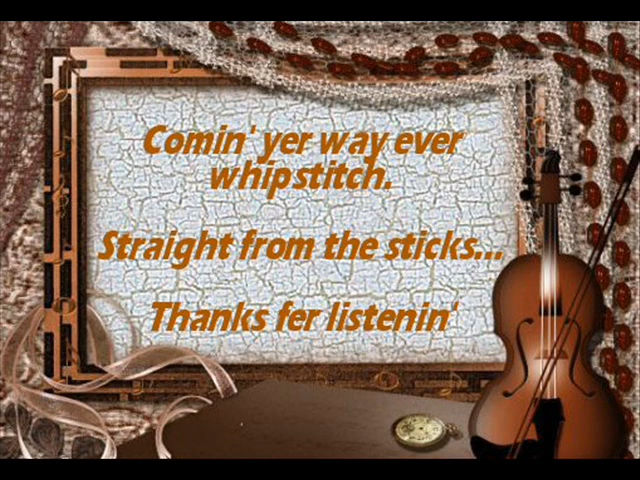 Comin' yer way ever
whipstitch.
Straight from the sticks...
Thanks fer listenin'